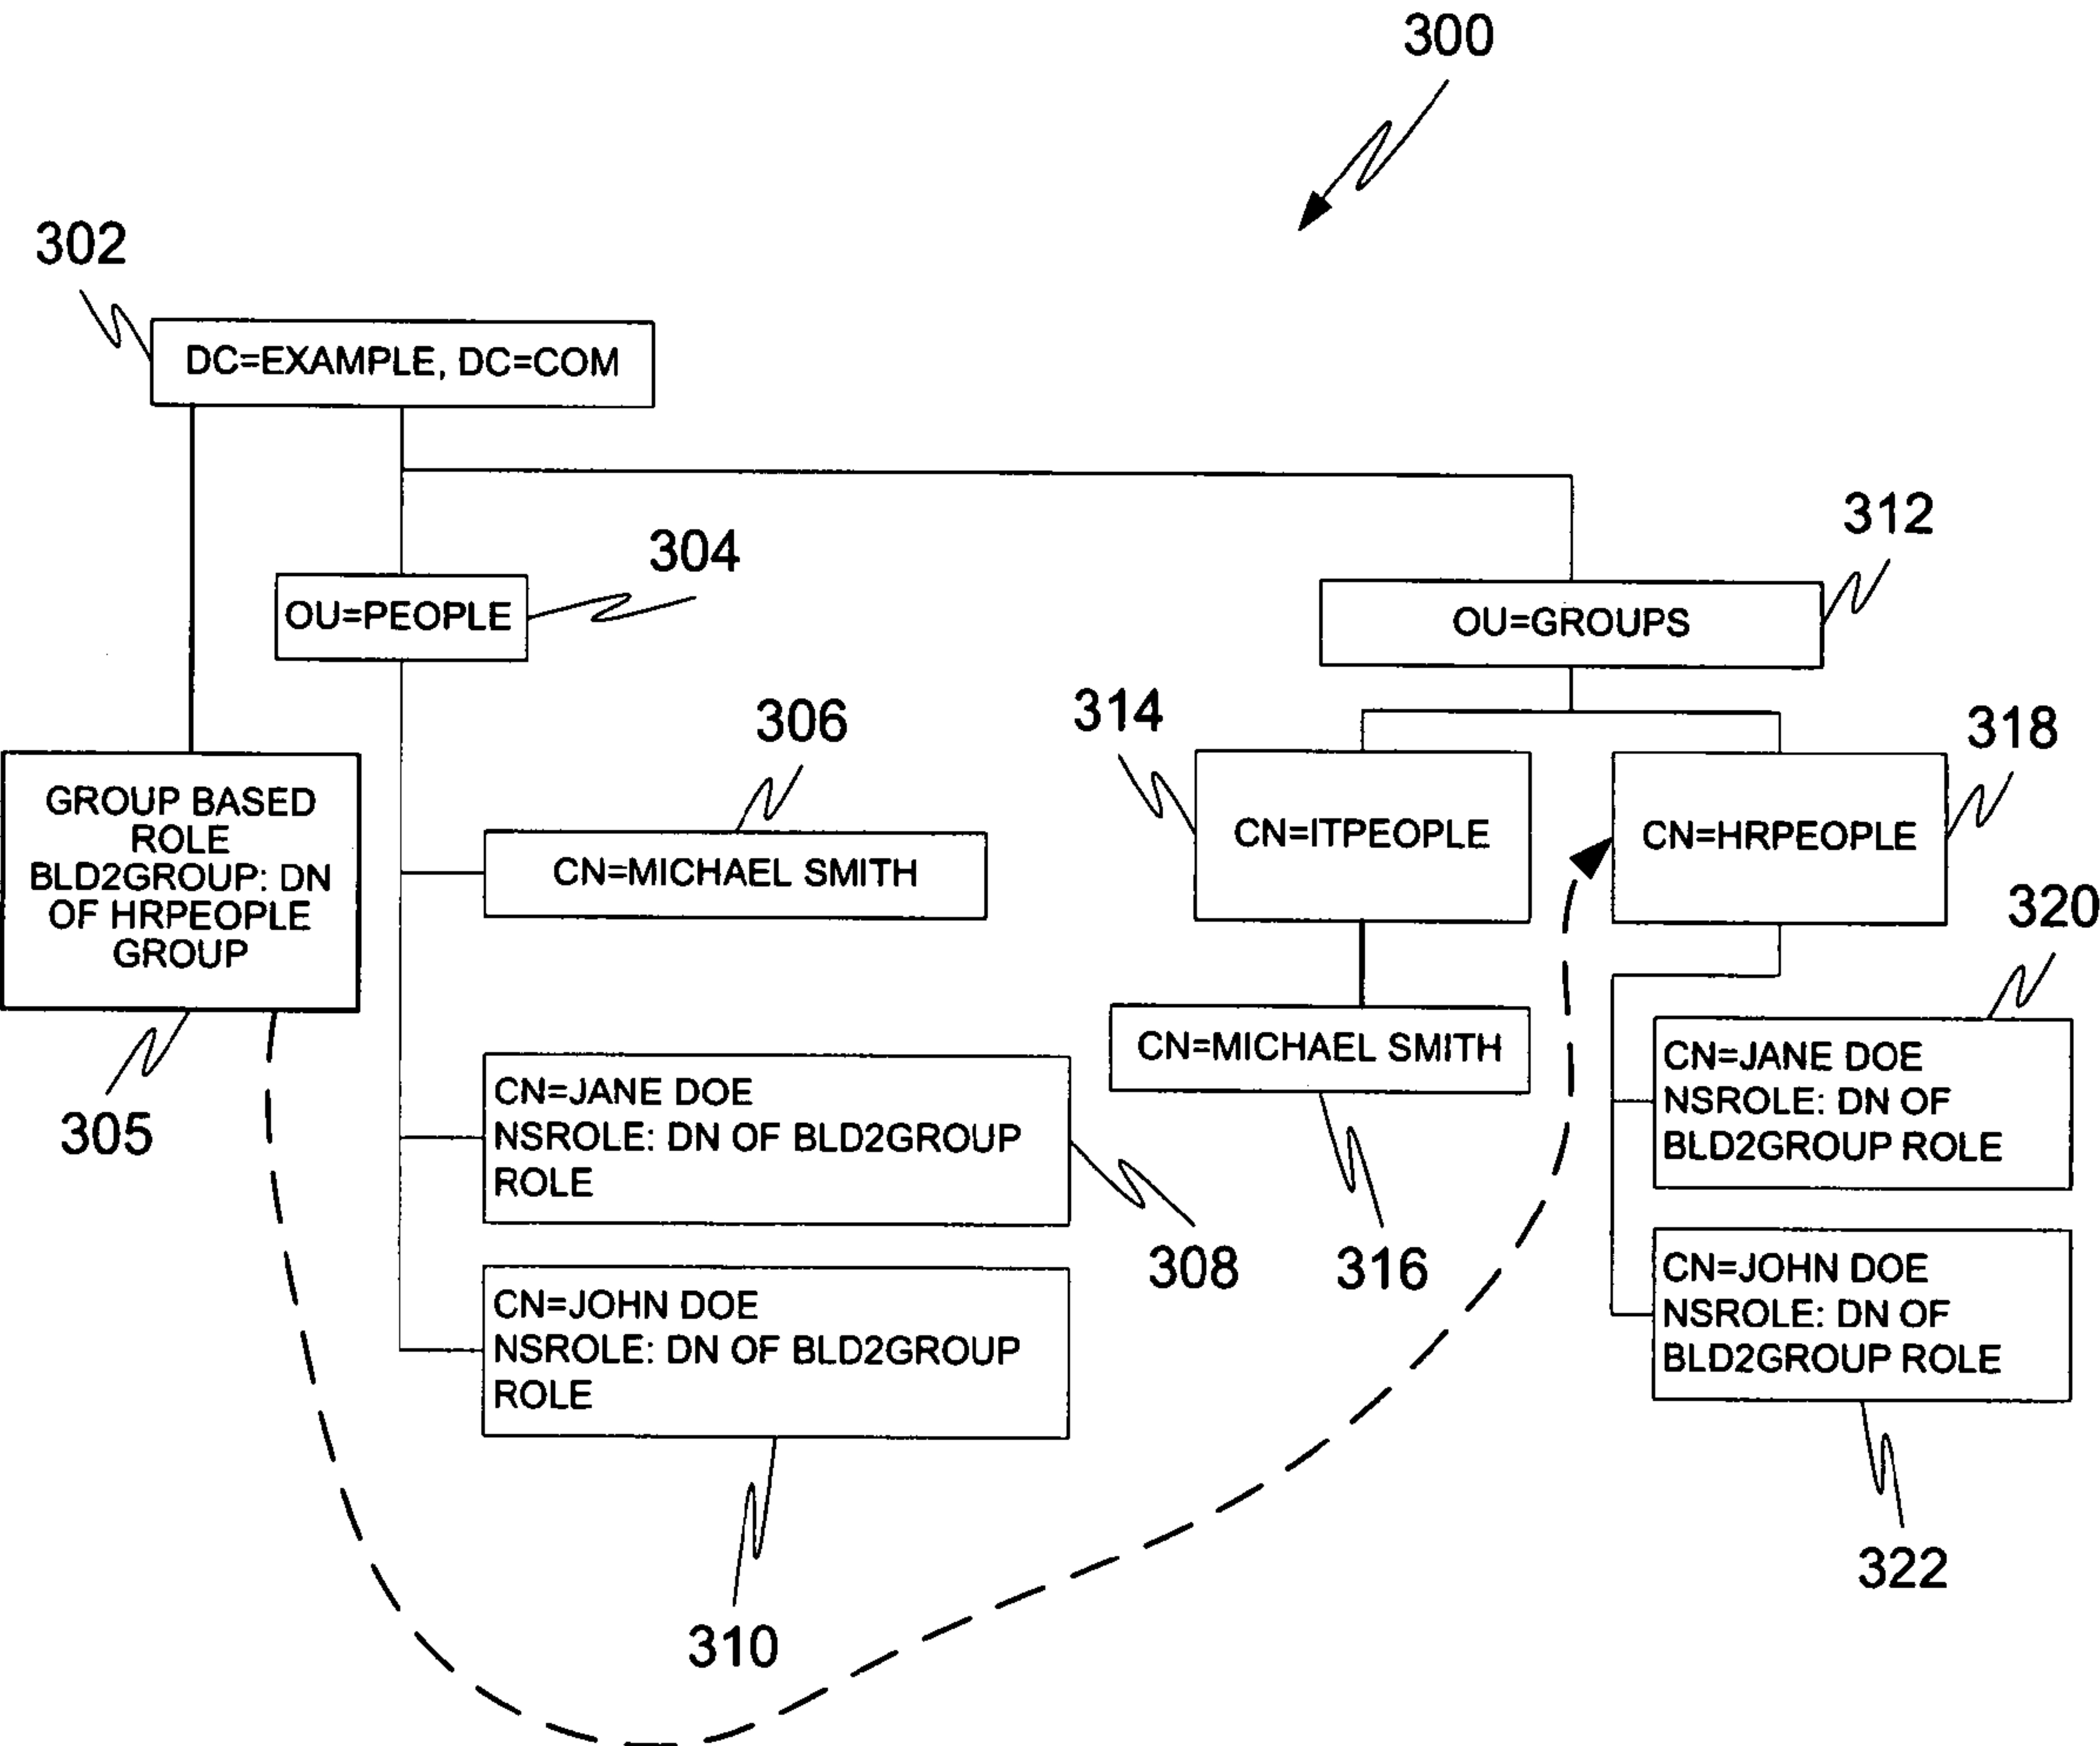 300
302
DC=EXAMPLE, DC=COM
312
304
OU=PEOPLE
OU=GROUPS
314
306
318
GROUP BASED
ROLE
BLD2GROUP: DN
OF HRPEOPLE
GROUP
CN=MICHAEL SMITH
CN=ITPEOPLE
CN=HRPEOPLE
320
305
CN=MICHAEL SMITH
CN=JANE DOE
NSROLE: DN OF BLD2GROUP
ROLE
CN=JANE DOE
NSROLE: DN OF
BLD2GROUP ROLE
308
316
CN=JOHN DOE
NSROLE: DN OF BLD2GROUP
ROLE
CN=JOHN DOE
NSROLE: DN OF
BLD2GROUP ROLE
310
322